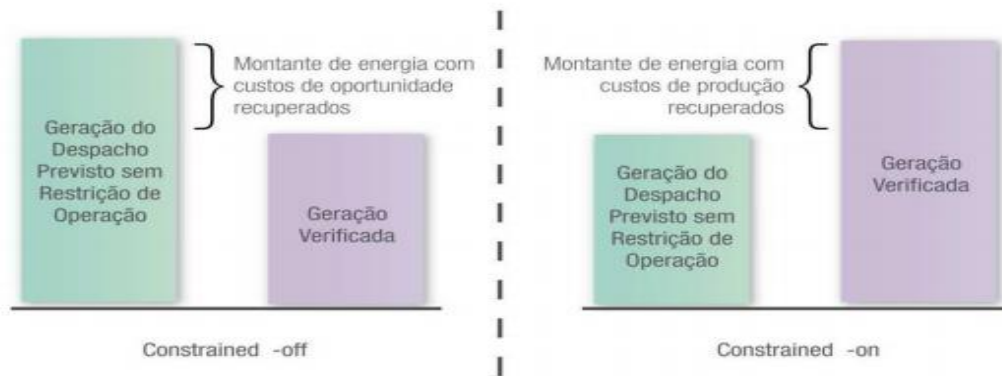 Geração do
Despacho
Previsto sem
Restrição de
Operação
Montante de energia com
custos de oportunidade
recuperados
Geração
Verificada
Constrained -off
Montante de energia com
custos de produção
recuperados
Geração do
Despacho
Previsto sem
Restrição de
Operação
Geração
Verificada
Constrained -on